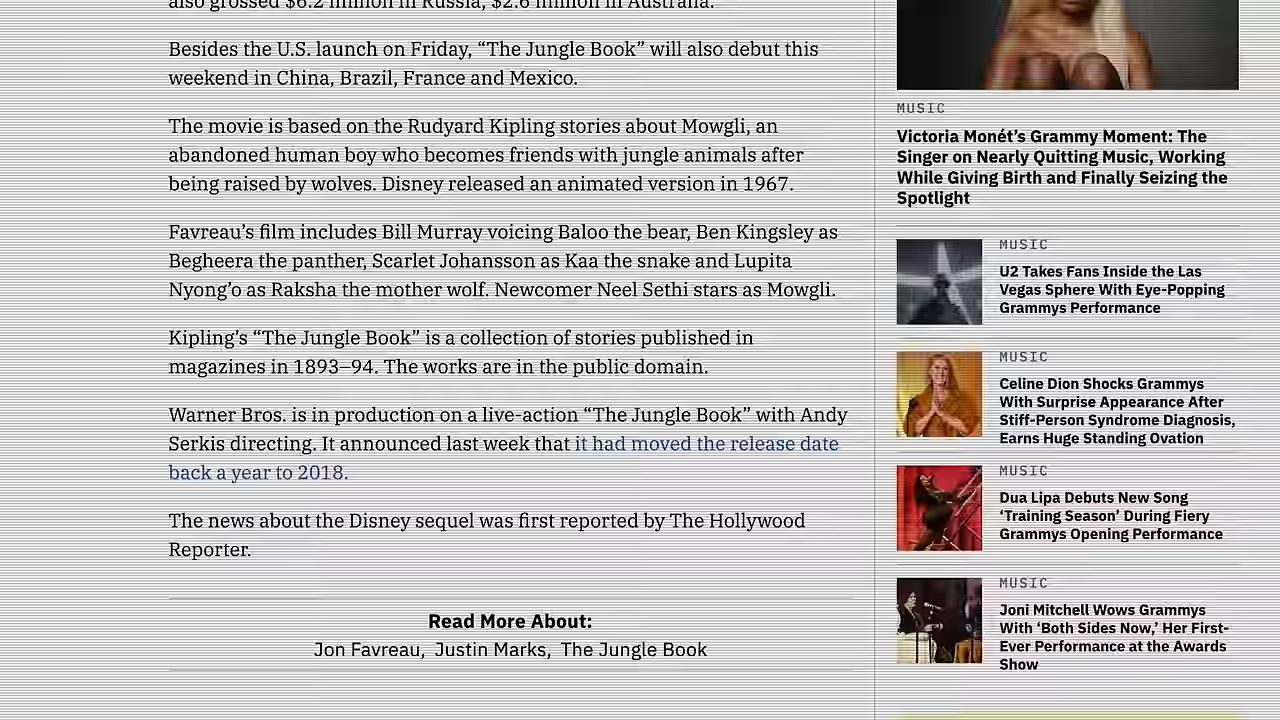 also grossed $6.2 million in Russia, $2.6 million in Australia.
Besides the U.S. launch on Friday, “The Jungle Book” will also debut this
weekend in China, Brazil, France and Mexico.
The movie is based on the Rudyard Kipling stories about Mowgli, an
abandoned human boy who becomes friends with jungle animals after
being raised by wolves. Disney released an animated version in 1967.
Favreau’s film includes Bill Murray voicing Baloo the bear, Ben Kingsley as
Begheera the panther, Scarlet Johansson as Kaa the snake and Lupita
Nyong’o as Raksha the mother wolf. Newcomer Neel Sethi stars as Mowgli.
Kipling’s “The Jungle Book” is a collection of stories published in
magazines in 1893–94. The works are in the public domain.
Warner Bros. is in production on a live-action “The Jungle Book” with Andy
Serkis directing. It announced last week that it had moved the release date
back a year to 2018.
The news about the Disney sequel was first reported by The Hollywood
Reporter.
Read More About:
Jon Favreau, Justin Marks, The Jungle Book
MUSIC
Victoria Monét’s Grammy Moment: The
Singer on Nearly Quitting Music, Working
While Giving Birth and Finally Seizing the
Spotlight
MUSIC
U2 Takes Fans Inside the Las
Vegas Sphere With Eye-Popping
Grammys Performance
MUSIC
Celine Dion Shocks Grammys
With Surprise Appearance After
Stiff-Person Syndrome Diagnosis,
Earns Huge Standing Ovation
MUSIC
Dua Lipa Debuts New Song
‘Training Season’ During Fiery
Grammys Opening Performance
MUSIC
Joni Mitchell Wows Grammys
With ‘Both Sides Now,’ Her First-
Ever Performance at the Awards
Show